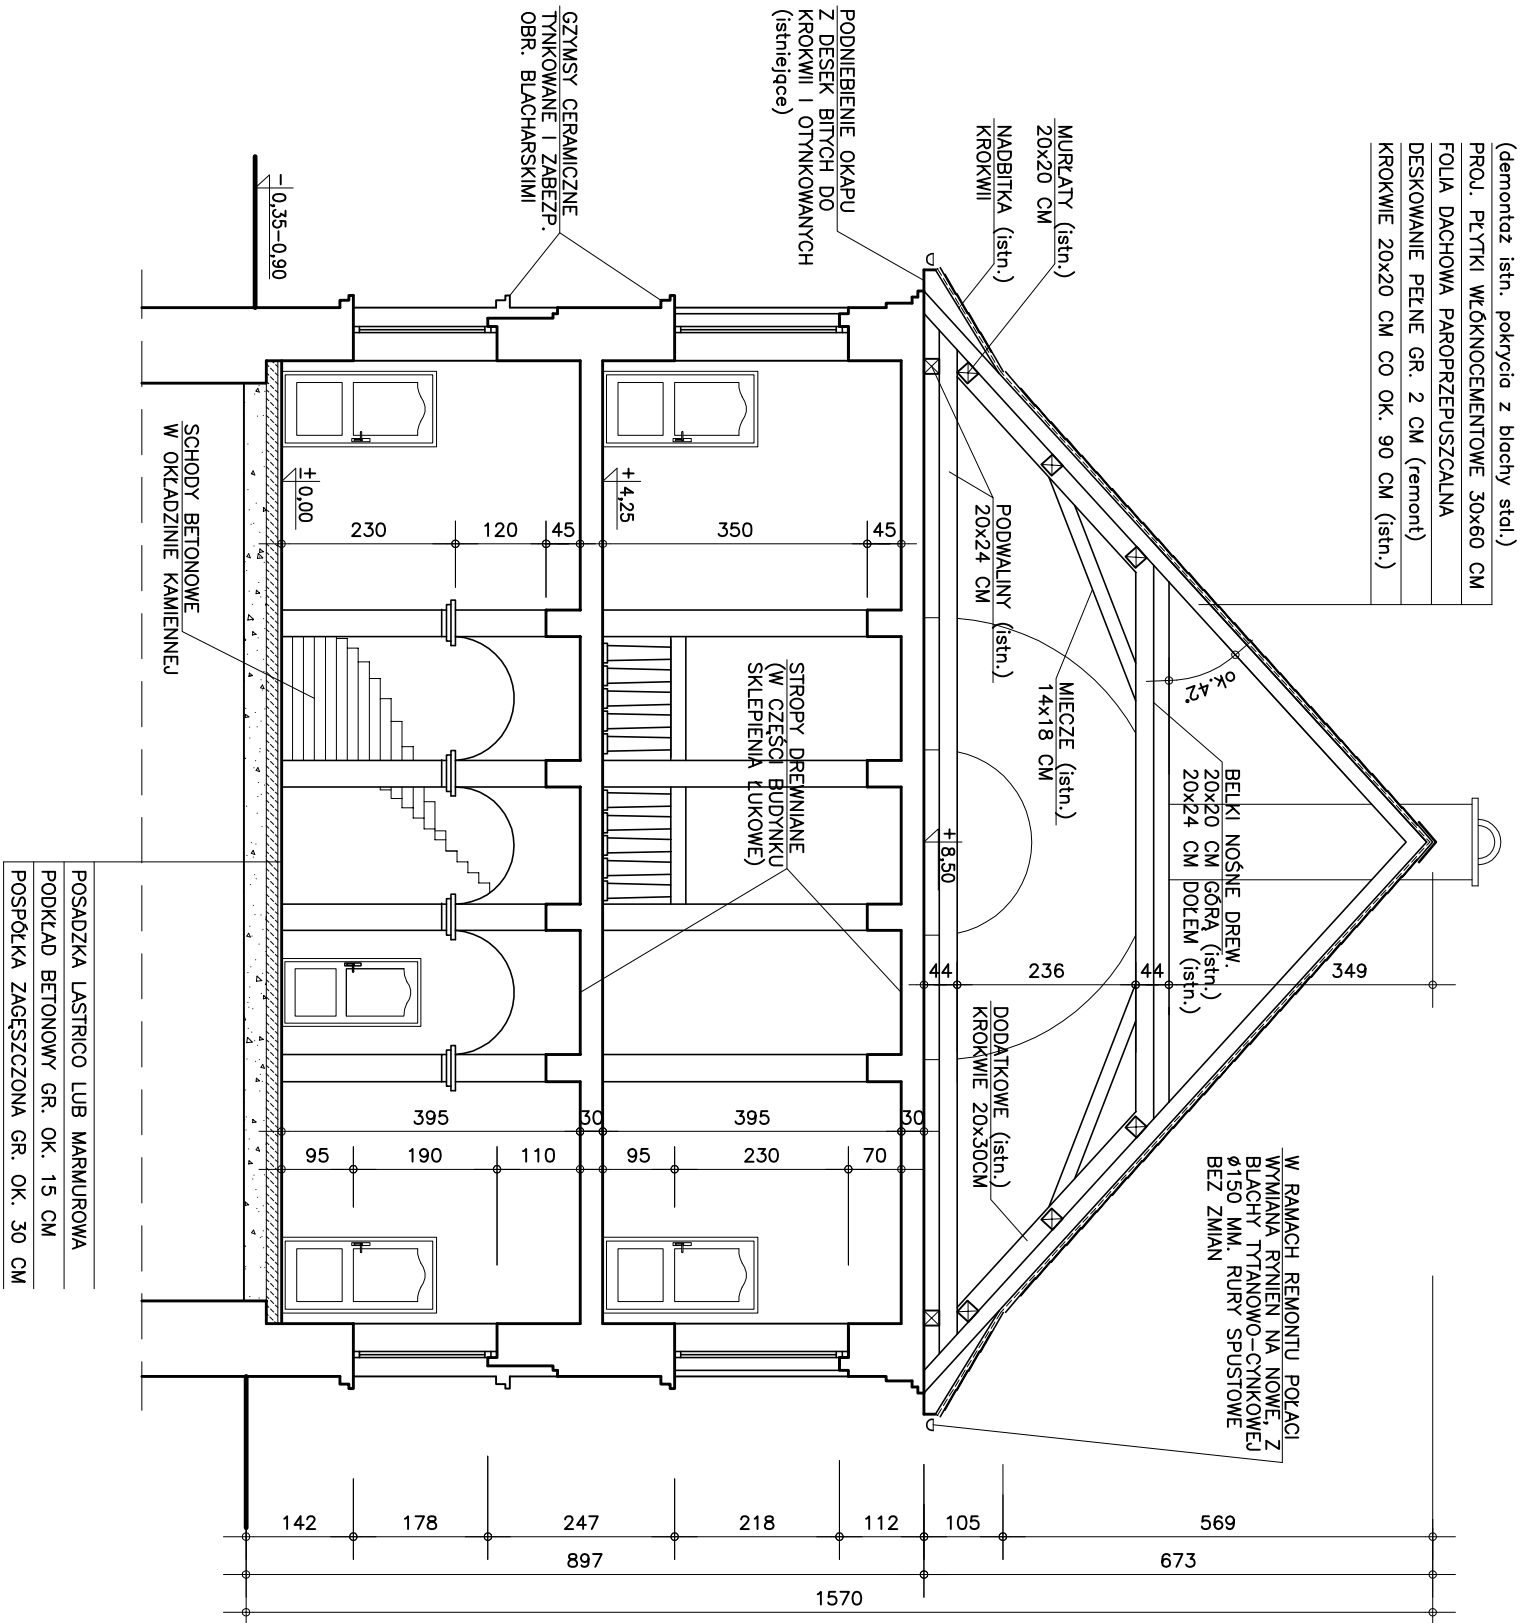 (demontaż istn. pokrycia z blachy stal.)
PROJ. PŁYTKI WŁÓKNOCEMENTOWE 30x60 CM
FOLIA DACHOWA PAROPRZEPUSZCALNA
DESKOWANIE PEŁNE GR. 2 CM (remont)
KROKWIE 20x20 CM CO OK. 90 CM (istn.)
MURŁATY (istn.)
20x20 CM
NADBITKA (istn.)
KROKWII
PODNIEBIENIE OKAPU
Z DESEK BITYCH DO
KROKWII I OTYNKOWANYCH
(istniejące)
GZYMSY CERAMICZNE
TYNKOWANE I ZABEZP.
OBR. BLACHARSKIMI
-0,35-0,90
ok.42°
BELKI NOŚNE DREW.
20x20 CM GÓRĄ (istn.)
20x24 CM DOŁEM (istn.)
MIECZE (istn.)
14x18 CM
PODWALINY (istn.)
20x24 CM
+8,50
DODATKOWE (istn.)
KROKWIE 20x30CM
349
44
236
44
W RAMACH REMONTU POŁACI
WYMIANA RYNIEN NA NOWE, Z
BLACHY TYTANOWO-CYNKOWEJ
ø150 MM. RURY SPUSTOWE
BEZ ZMIAN
STROPY DREWNIANE
(W CZĘŚCI BUDYNKU
SKLEPIENIA ŁUKOWE)
+4,25
±0,00
45
350
45
120
230
30
395
30
395
70
230
95
110
190
95
SCHODY BETONOWE
W OKŁADZINIE KAMIENNEJ
POSADZKA LASTRICO LUB MARMUROWA
PODKŁAD BETONOWY GR. OK. 15 CM
POSPÓŁKA ZAGĘSZCZONA GR. OK. 30 CM
569
105
112
218
247
178
142
673
897
1570